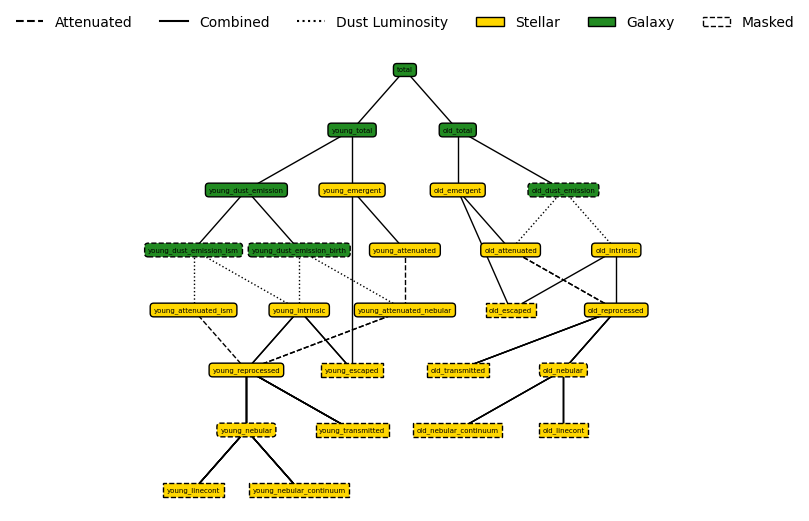 Attenuated Combined Dust Luminosity Stellar Galaxy Masked
total
young_total old_total
young_dust_emission young_emergent old_emergent old_dust_emission
young_dust_emission_ism young_dust_emission_birth young_attenuated old_attenuated old_intrinsic
young_attenuated_ism young_intrinsic young_attenuated_nebular old_escaped old_reprocessed
young_reprocessed young_escaped old_transmitted old_nebular
young_nebular young_transmitted old_nebular_continuum old_linecont
young_linecont young_nebular_continuum